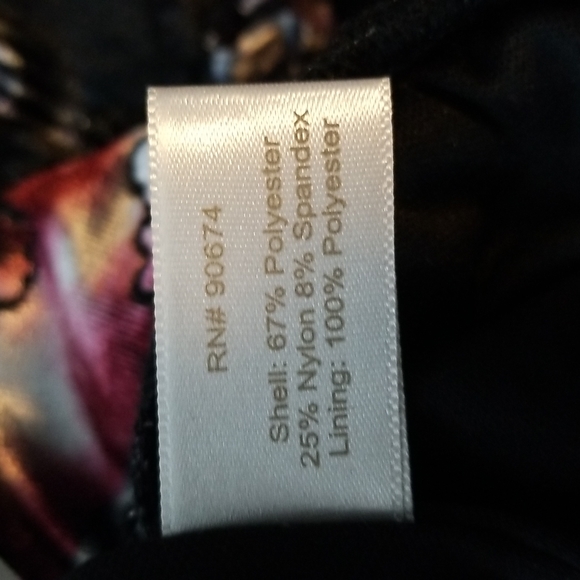 RN# 90674
Shell: 67% Polyester
25% Nylon 8% Spandex
Lining: 100% Polyester